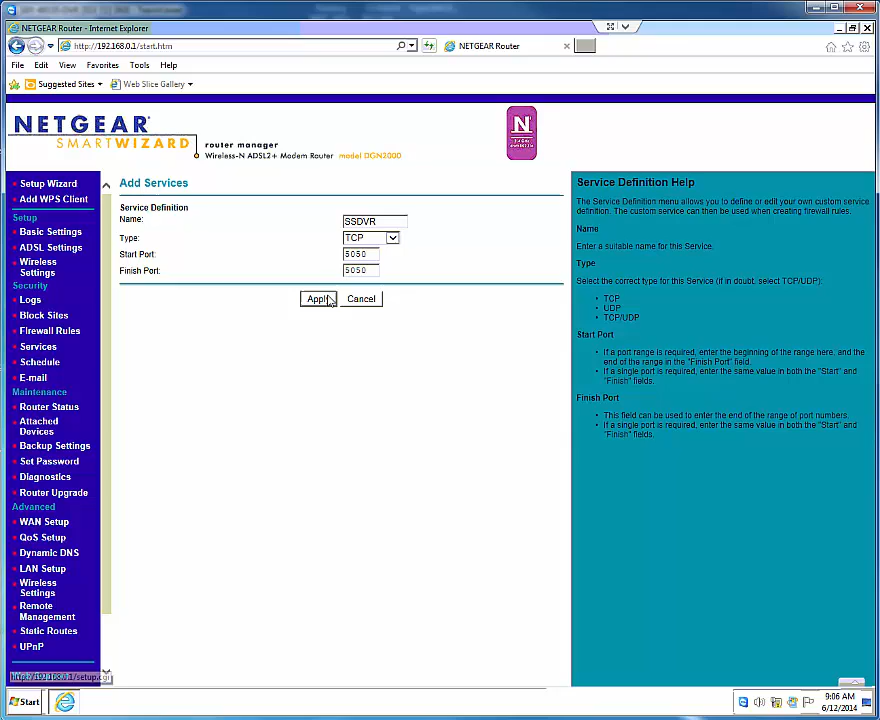 NETGEAR Router - Internet Explorer
http://192.168.0.1/start.htm
NETGEAR Router
File Edit View Favorites Tools Help
Suggested Sites
Web Slice Gallery
NETGEAR
SMARTWIZARD
router manager
Wireless-N ADSL2+ Modem Router model DGN2000
N
Setup Wizard
Add WPS Client
Setup
Basic Settings
ADSL Settings
Wireless
Settings
Security
Logs
Block Sites
Firewall Rules
Services
Schedule
E-mail
Maintenance
Router Status
Attached
Devices
Backup Settings
Set Password
Diagnostics
Router Upgrade
Advanced
WAN Setup
QoS Setup
Dynamic DNS
LAN Setup
Wireless
Settings
Remote
Management
Static Routes
UPnP
Add Services
Service Definition
Name: SSDVR
Type: TCP
Start Port: 5050
Finish Port: 5050
Apply Cancel
Service Definition Help
The Service Definition menu allows you to define or edit your own custom service
definition. The custom service can then be used when creating firewall rules.
Name
Enter a suitable name for this Service.
Type
Select the correct type for this Service (if in doubt, select TCP/UDP):
• TCP
• UDP
• TCP/UDP
Start Port
• If a port range is required, enter the beginning of the range here, and the
end of the range in the "Finish Port" field.
• If a single port is required, enter the same value in both the "Start" and
"Finish" fields.
Finish Port
• This field can be used to enter the end of the range of port numbers.
• If a single port is required, enter the same value in both the "Start" and
"Finish" fields.
Start
9:06 AM
6/12/2014